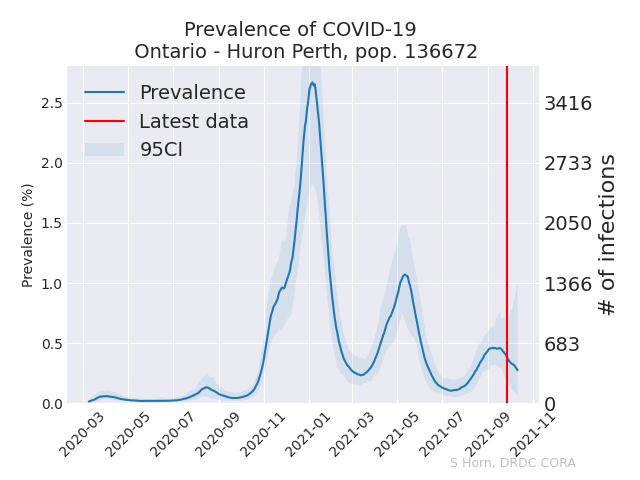 Prevalence of COVID-19
Ontario - Huron Perth, pop. 136672
Prevalence
Latest data
95CI
Prevalence (%)
2.5
2.0
1.5
1.0
0.5
0.0
3416
2733
2050
1366
683
0
# of infections
2020-03
2020-05
2020-07
2020-09
2020-11
2021-01
2021-03
2021-05
2021-07
2021-09
2021-11
S Horn, DRDC CORA